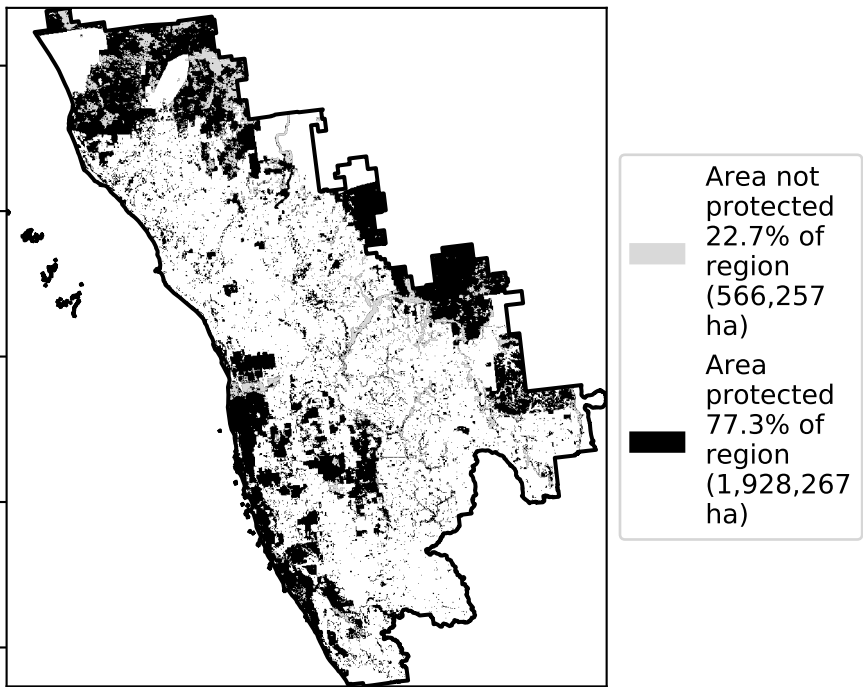 Area not
protected
22.7% of
region
(566,257
ha)
Area
protected
77.3% of
region
(1,928,267
ha)